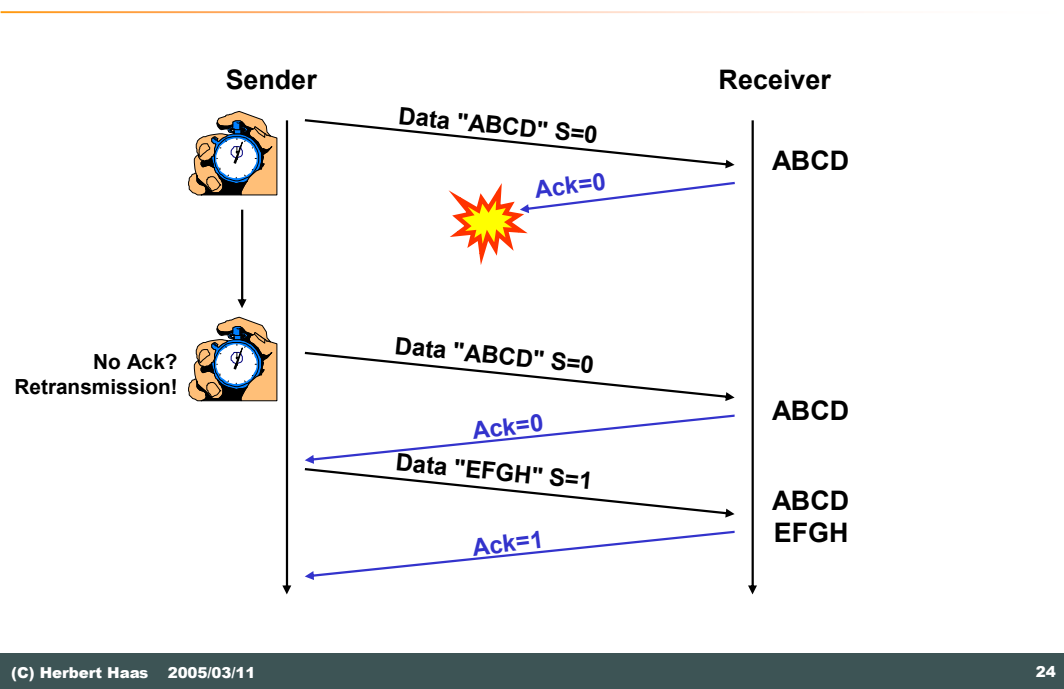 Sender
Receiver
Data "ABCD" S=0
ABCD
Ack=0
No Ack?
Retransmission!
Data "ABCD" S=0
ABCD
Ack=0
Data "EFGH" S=1
ABCD
EFGH
Ack=1
(C) Herbert Haas 2005/03/11
24